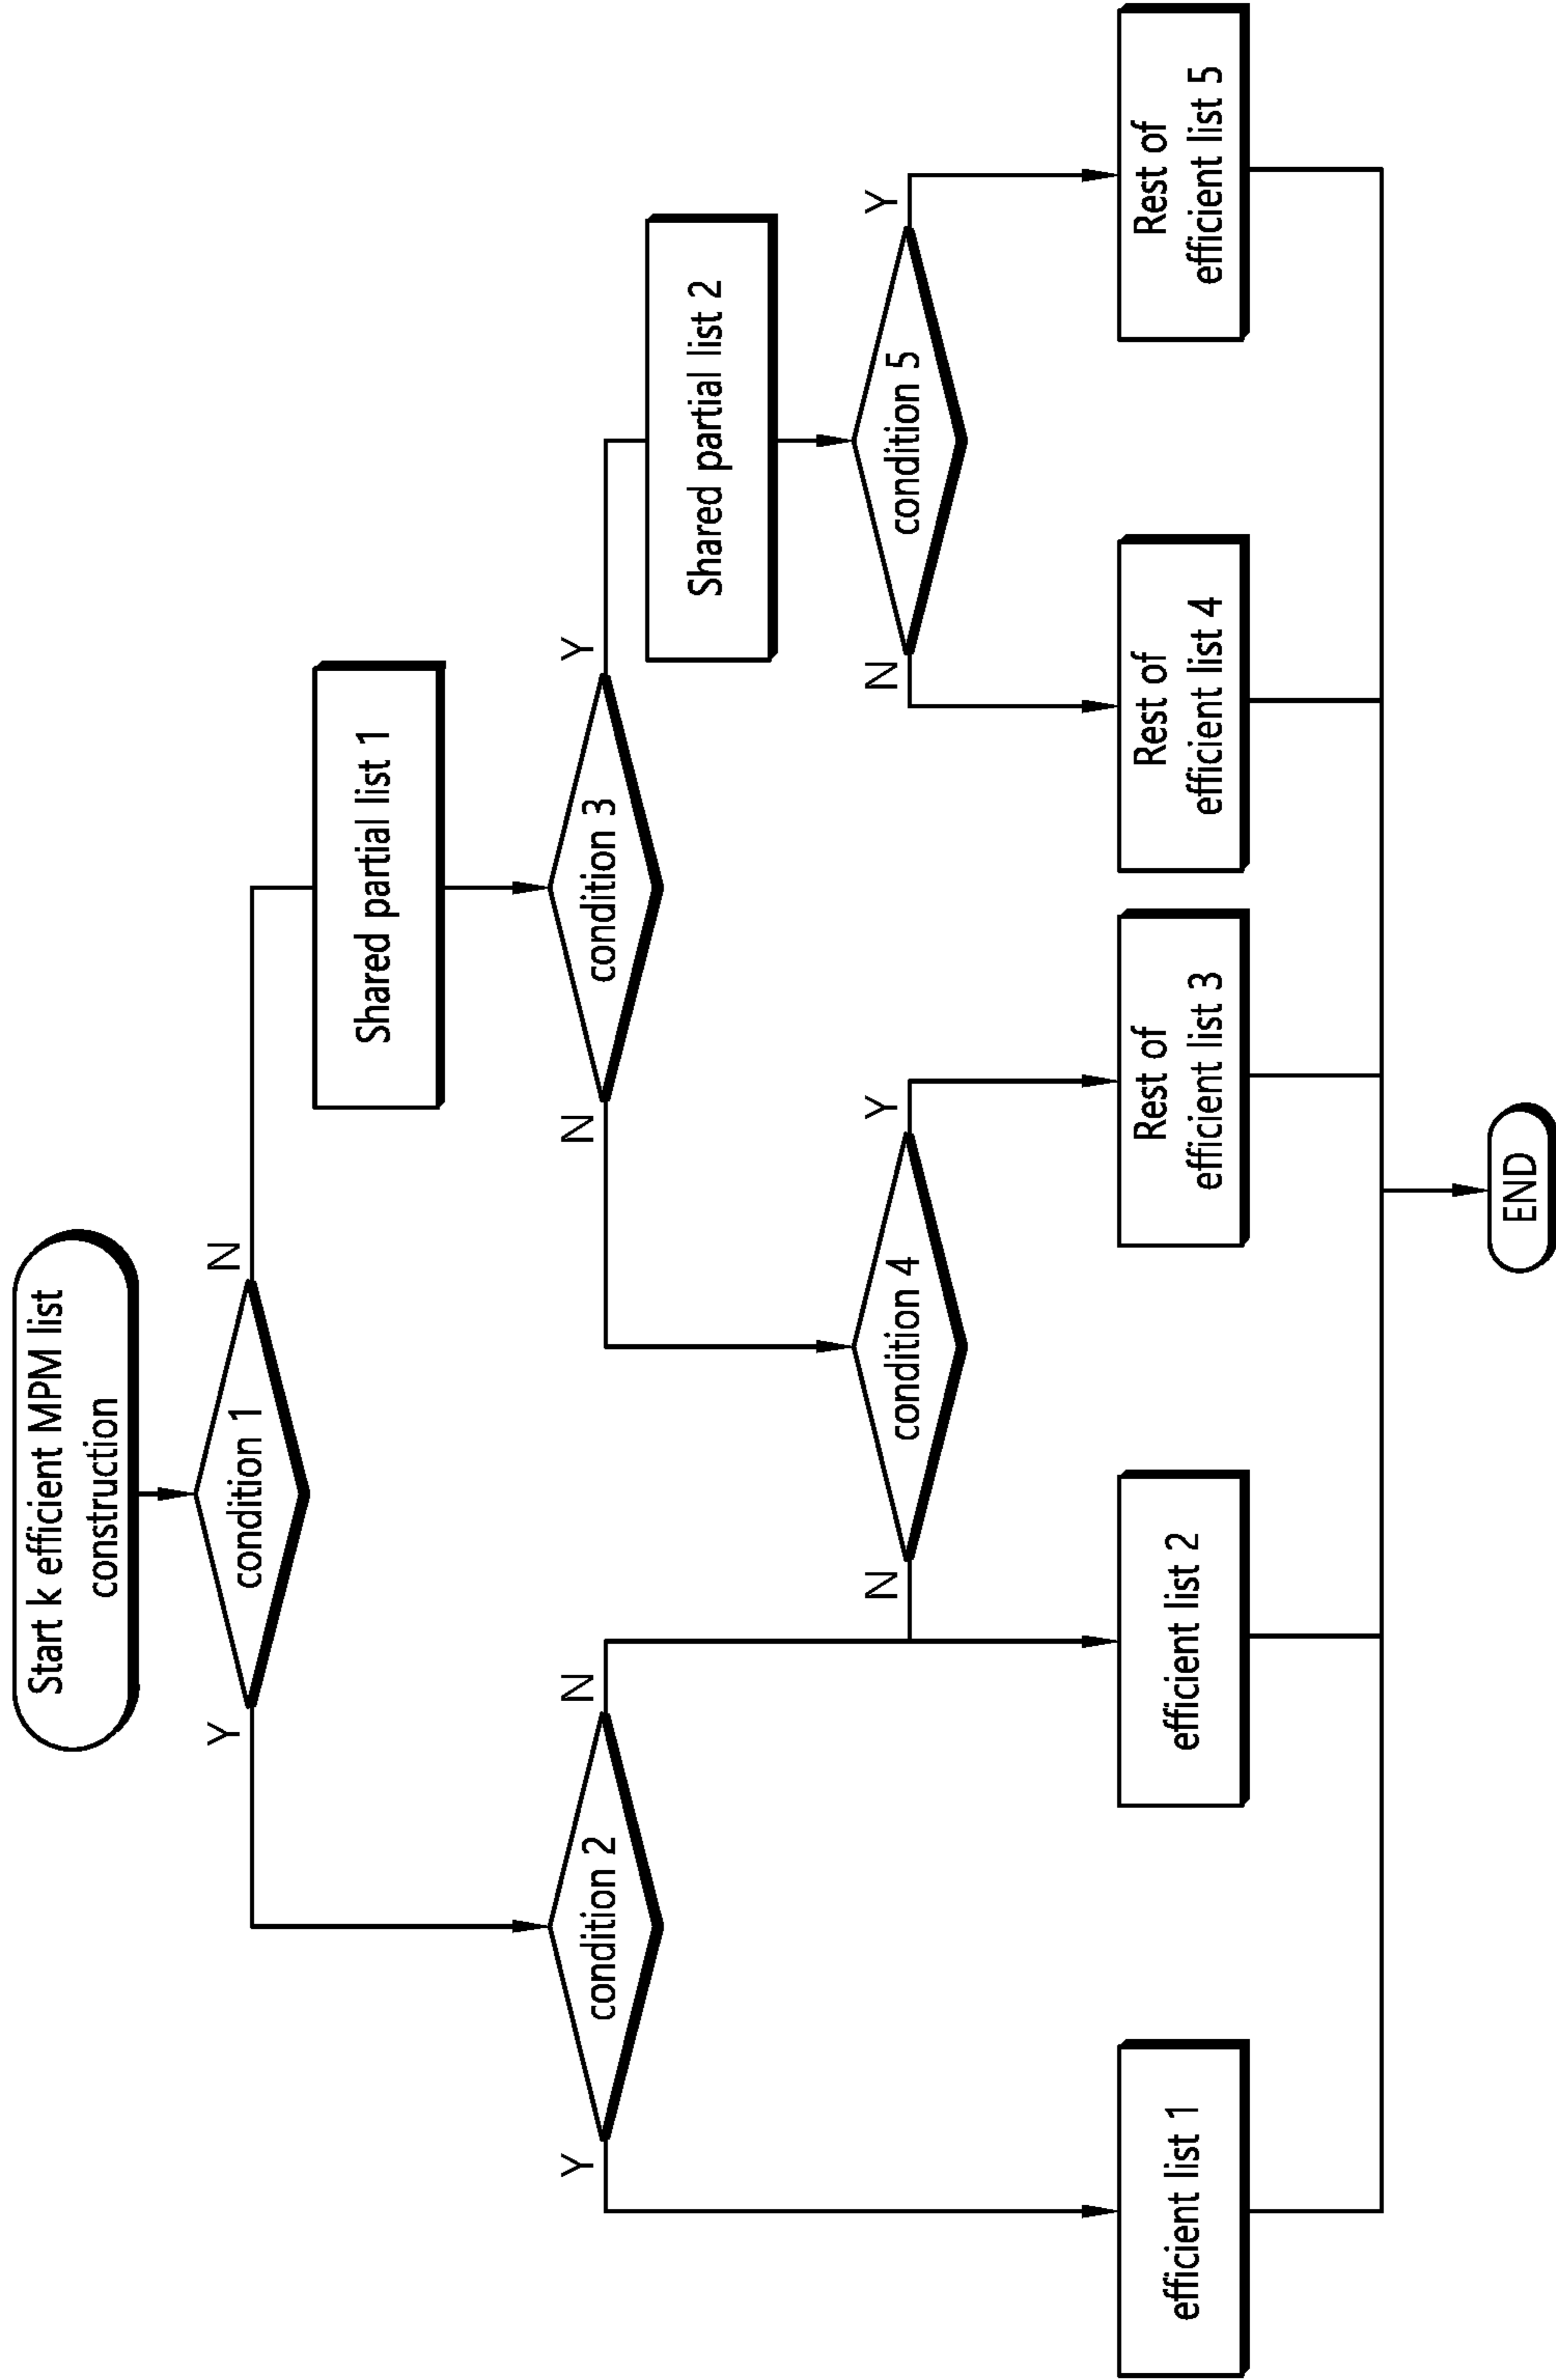 Start k efficient MPM list
construction
condition 1
Y
N
Shared partial list 1
condition 2
Y
N
condition 3
N
Y
Shared partial list 2
condition 4
N
Y
condition 5
N
Y
efficient list 1
efficient list 2
Rest of
efficient list 3
Rest of
efficient list 4
Rest of
efficient list 5
END